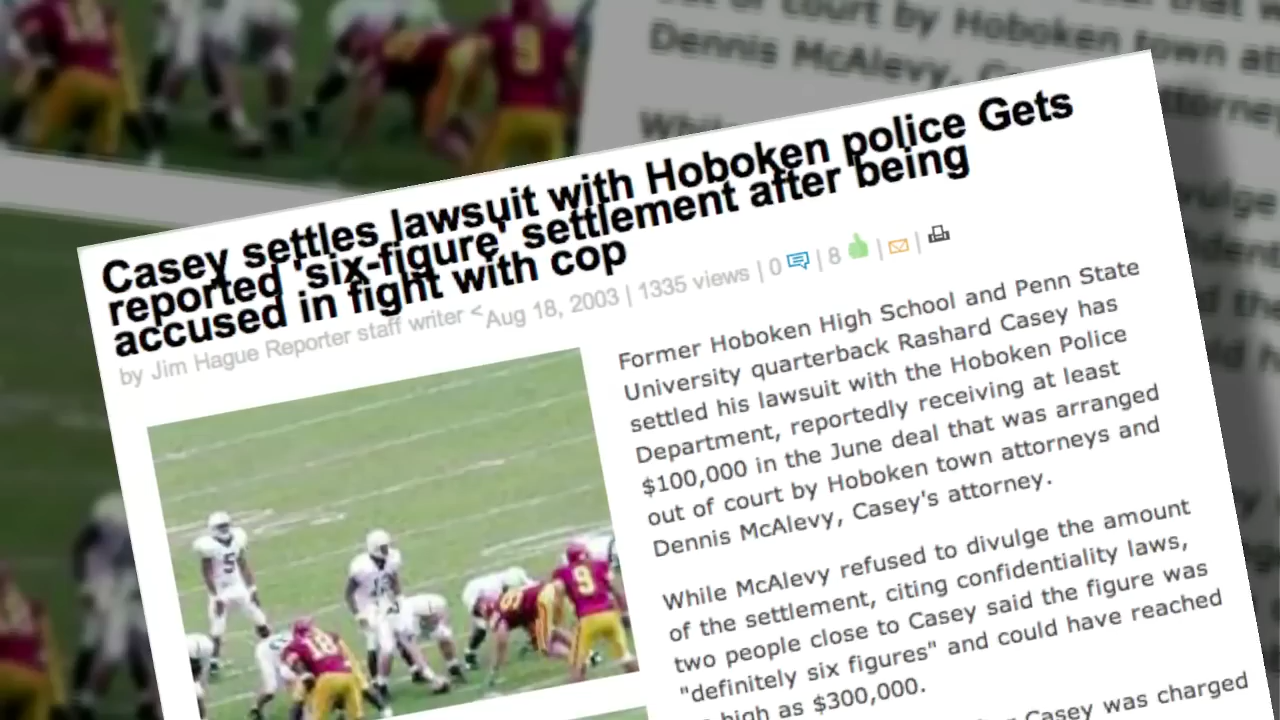 Casey settles lawsuit with Hoboken police Gets
reported 'six-figure' settlement after being
accused in fight with cop
by Jim Hague Reporter staff writer < Aug 18, 2003 | 1335 views | 0 | 8 | |
Former Hoboken High School and Penn State
University quarterback Rashard Casey has
settled his lawsuit with the Hoboken Police
Department, reportedly receiving at least
$100,000 in the June deal that was arranged
out of court by Hoboken town attorneys and
Dennis McAlevy, Casey's attorney.
While McAlevy refused to divulge the amount
of the settlement, citing confidentiality laws,
two people close to Casey said the figure was
"definitely six figures" and could have reached
high as $300,000.
Casey was charged
of court by Hoboken town
Dennis McAlevy,